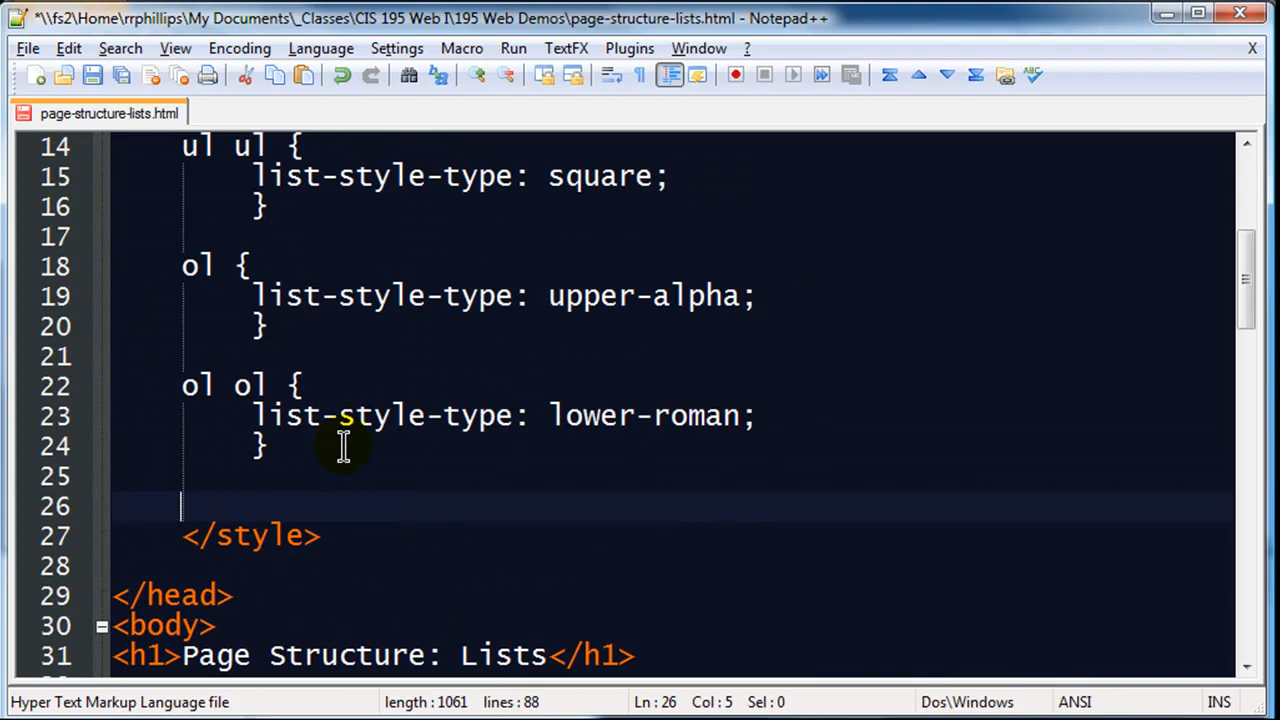 *\\fs2\Home\rrphillips\My Documents\_Classes\CIS 195 Web I\195 Web Demos\page-structure-lists.html - Notepad++
File Edit Search View Encoding Language Settings Macro Run TextFX Plugins Window ? X
page-structure-lists.html
14 ul ul {
15 list-style-type: square;
16 }
17
18 ol {
19 list-style-type: upper-alpha;
20 }
21
22 ol ol {
23 list-style-type: lower-roman;
24 }
25
26
27 </style>
28
29 </head>
30 <body>
31 <h1>Page Structure: Lists</h1>
Hyper Text Markup Language file length : 1061 lines : 88 Ln : 26 Col : 5 Sel : 0 Dos\Windows ANSI INS